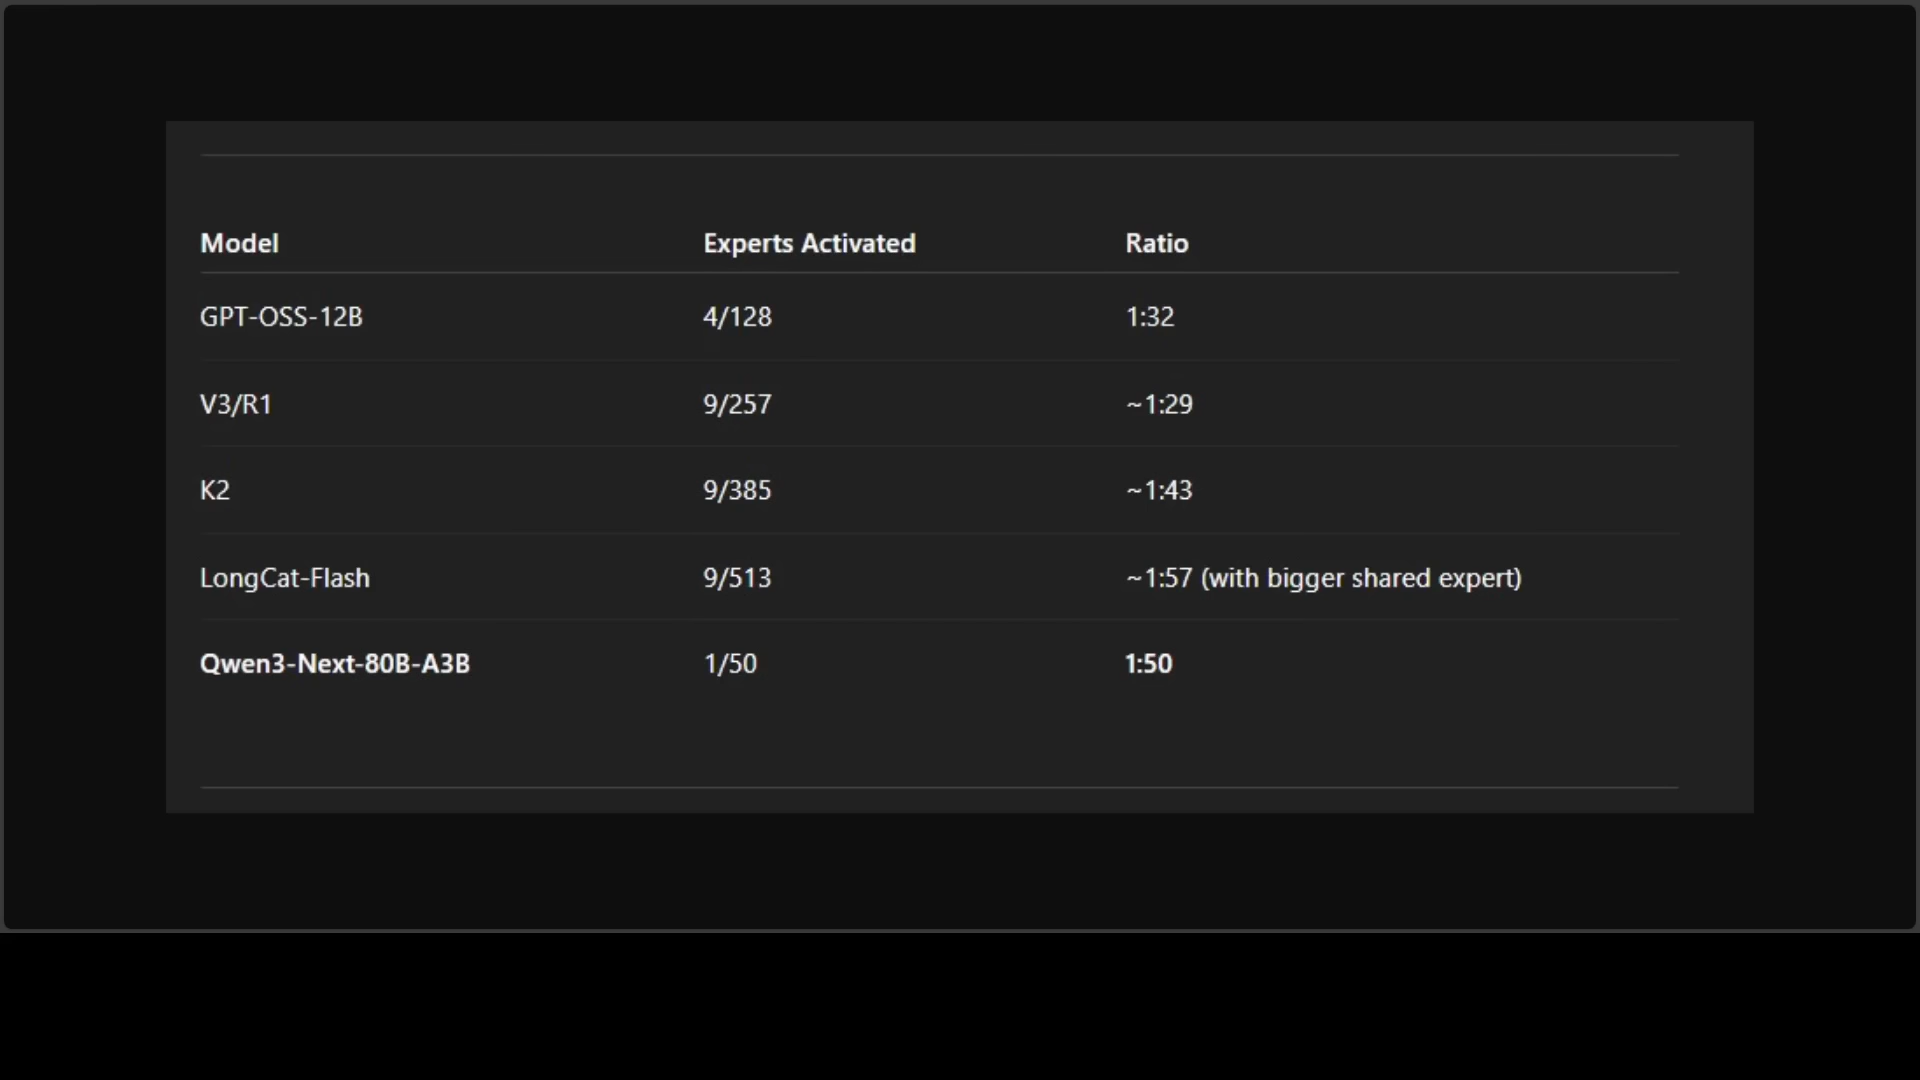 Model Experts Activated Ratio
GPT-OSS-12B 4/128 1:32
V3/R1 9/257 ~1:29
K2 9/385 ~1:43
LongCat-Flash 9/513 ~1:57 (with bigger shared expert)
Qwen3-Next-80B-A3B 1/50 1:50